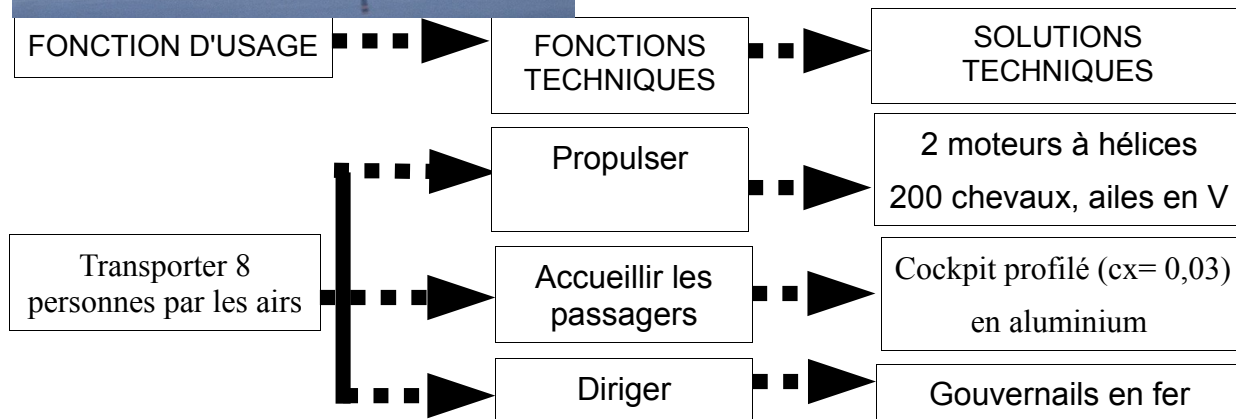 FONCTION D'USAGE
FONCTIONS
TECHNIQUES
SOLUTIONS
TECHNIQUES
Propulser
2 moteurs à hélices
200 chevaux, ailes en V
Transporter 8
personnes par les airs
Accueillir les
passagers
Cockpit profilé (cx= 0,03)
en aluminium
Diriger
Gouvernails en fer